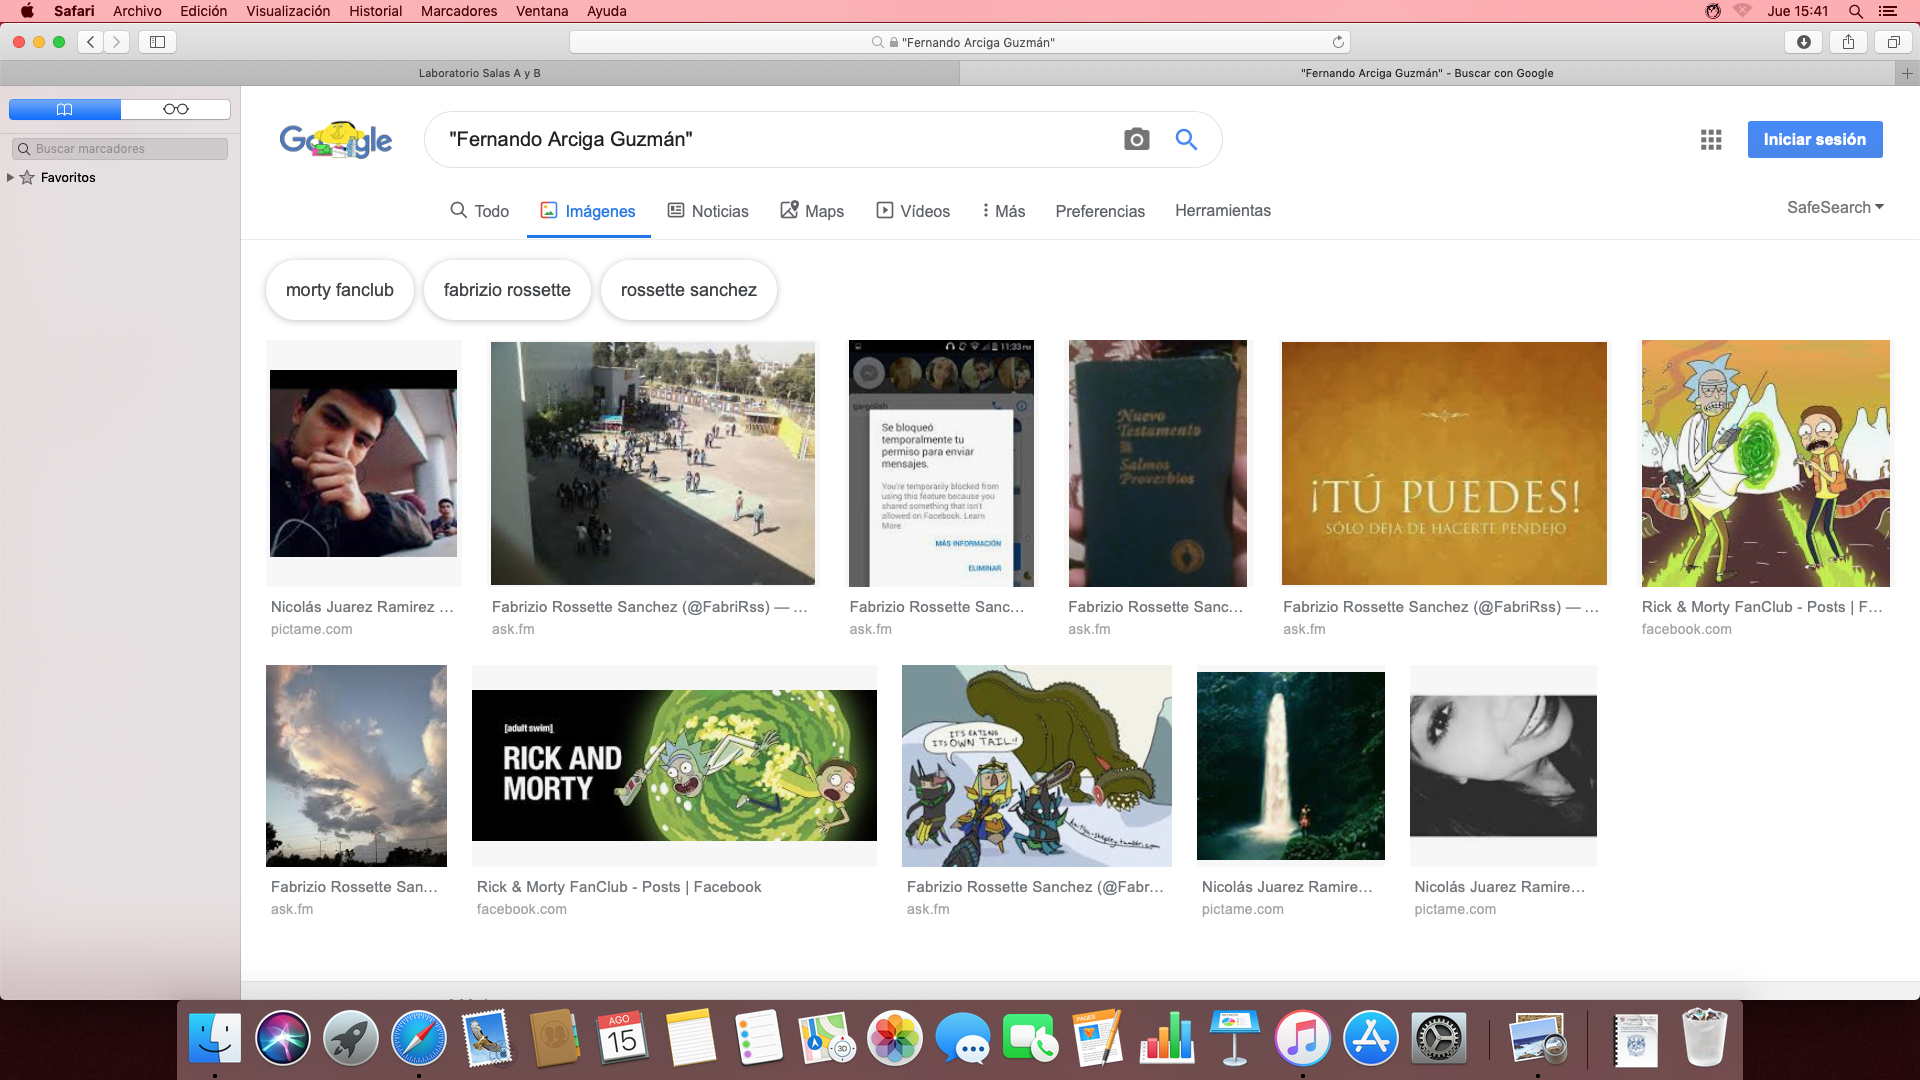 Safari Archivo Edición Visualización Historial Marcadores Ventana Ayuda Jue 15:41
"Fernando Arciga Guzmán"
Laboratorio Salas A y B "Fernando Arciga Guzmán" - Buscar con Google
Buscar marcadores
Favoritos
Google "Fernando Arciga Guzmán" Iniciar sesión
Todo Imágenes Noticias Maps Vídeos Más Preferencias Herramientas SafeSearch
morty fanclub fabrizio rossette rossette sanchez
11:33 PM
Se bloqueó
temporalmente tu
permiso para enviar
mensajes.
You're temporarily blocked from
using this feature because you
shared something that isn't
allowed on Facebook. Learn
More
MÁS INFORMACIÓN
ELIMINAR
Nuevo
Testamento
Salmos
Proverbios
¡TÚ PUEDES!
SÓLO DEJA DE HACERTE PENDEJO
Nicolás Juarez Ramirez ...
pictame.com
Fabrizio Rossette Sanchez (@FabriRss) — ...
ask.fm
Fabrizio Rossette Sanc...
ask.fm
Fabrizio Rossette Sanc...
ask.fm
Fabrizio Rossette Sanchez (@FabriRss) — ...
ask.fm
Rick & Morty FanClub - Posts | F...
facebook.com
[adult swim]
RICK AND
MORTY
IT'S EATING
ITS OWN TAIL!!
Fabrizio Rossette San...
ask.fm
Rick & Morty FanClub - Posts | Facebook
facebook.com
Fabrizio Rossette Sanchez (@Fabr...
ask.fm
Nicolás Juarez Ramire...
pictame.com
Nicolás Juarez Ramire...
pictame.com
AGO
15
3D
PAGES